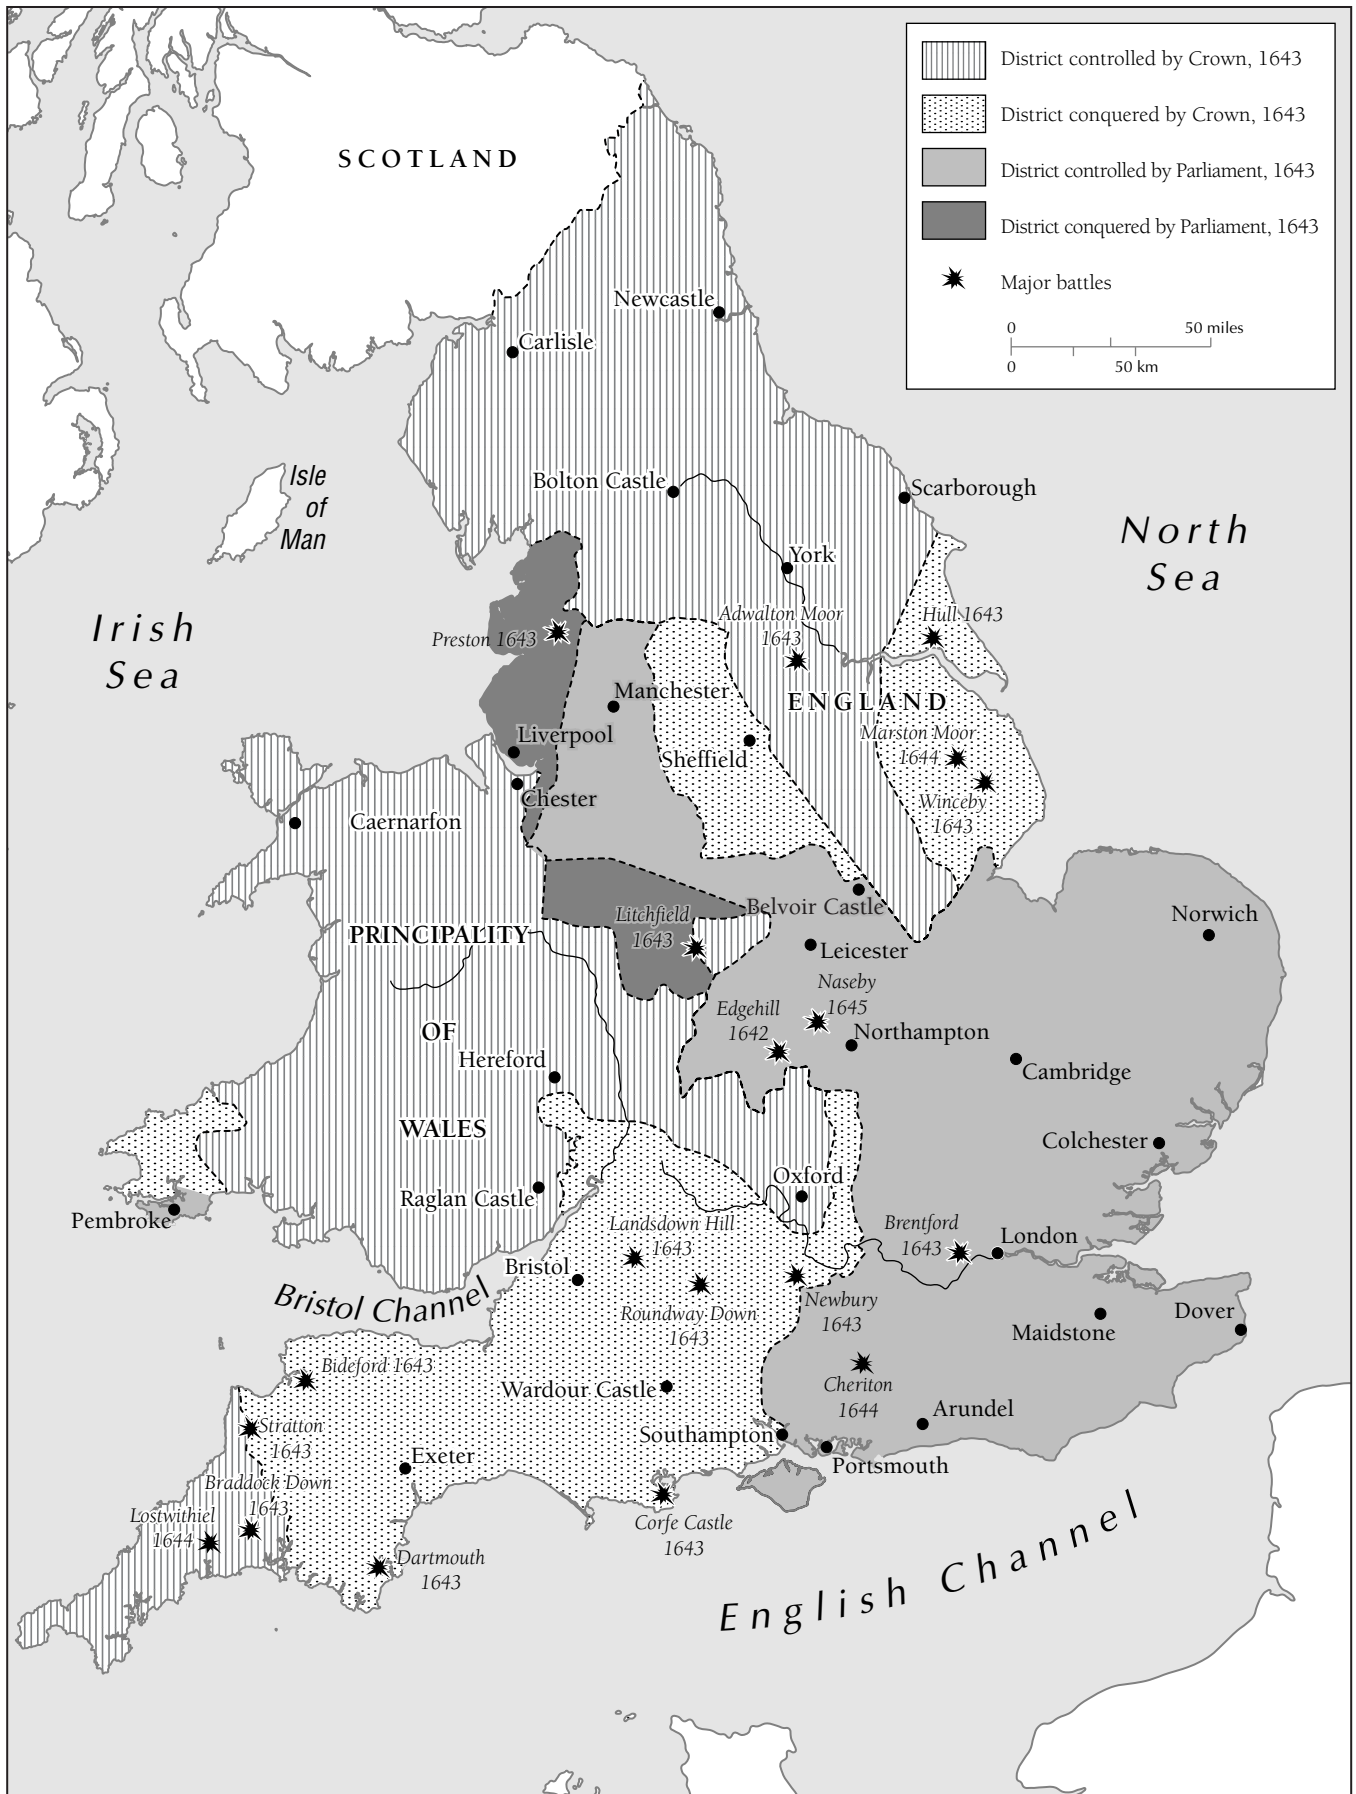 District controlled by Crown, 1643
District conquered by Crown, 1643
District controlled by Parliament, 1643
District conquered by Parliament, 1643
Major battles
0 50 miles
0 50 km
SCOTLAND
Newcastle
Carlisle
Bolton Castle
Scarborough
Isle
of
Man
North
Sea
York
Irish
Sea
Adwalton Moor
1643
Hull 1643
Preston 1643
Manchester
ENGLAND
Liverpool
Sheffield
Marston Moor
1644
Chester
Winceby
1643
Caernarfon
Belvoir Castle
Litchfield
1643
Norwich
PRINCIPALITY
Leicester
Naseby
1645
Edgehill
1642
OF
Northampton
Hereford
Cambridge
WALES
Colchester
Oxford
Raglan Castle
Pembroke
Landsdown Hill
1643
Brentford
1643
London
Bristol
Bristol Channel
Roundway Down
1643
Newbury
1643
Dover
Maidstone
Bideford 1643
Wardour Castle
Cheriton
1644
Arundel
Stratton
1643
Southampton
Exeter
Portsmouth
Braddock Down
1643
Lostwithiel
1644
Corfe Castle
1643
Dartmouth
1643
English Channel